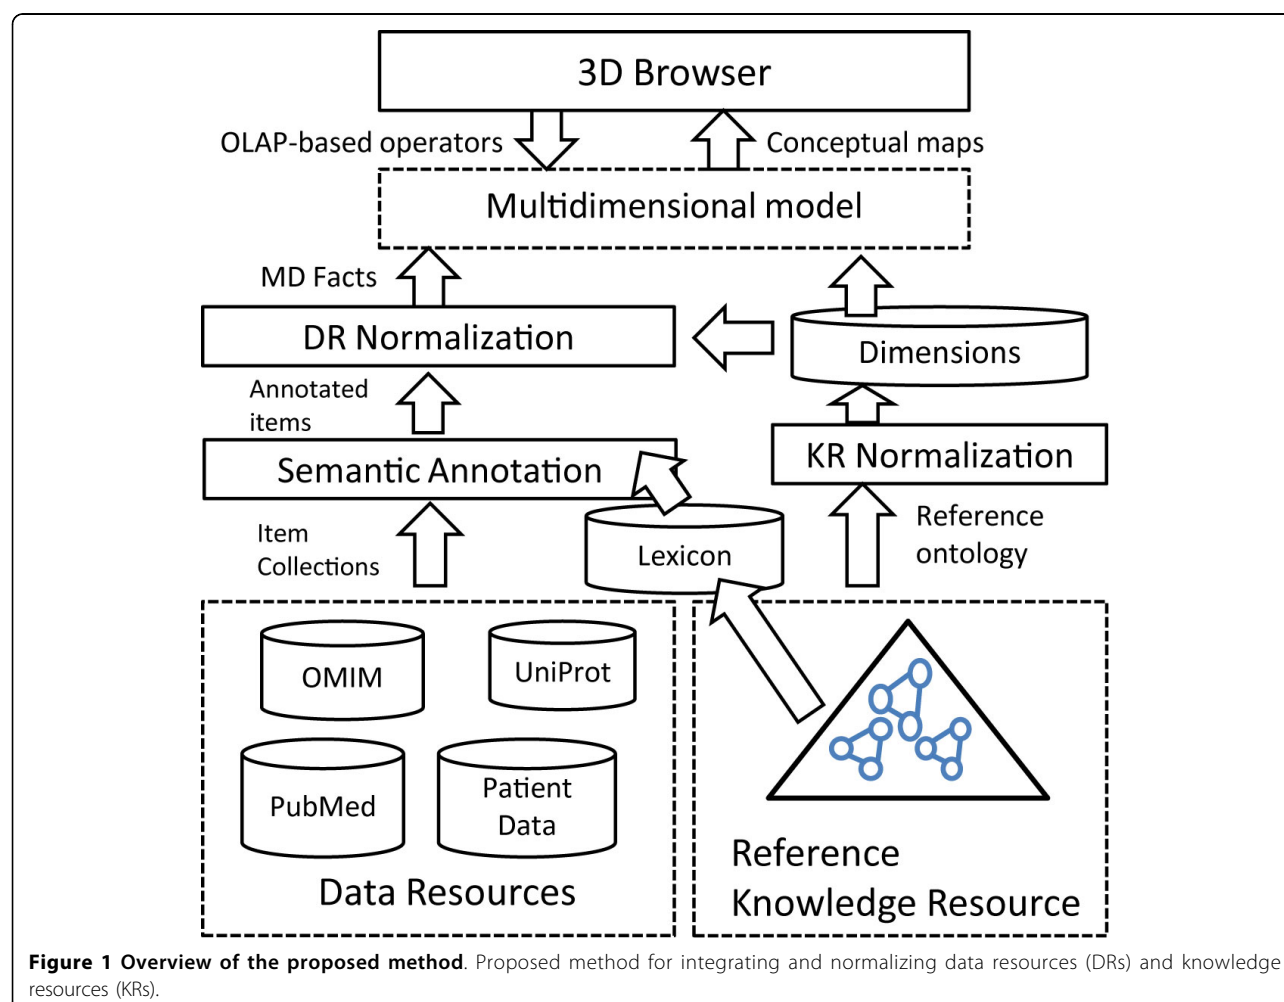 3D Browser
OLAP-based operators
Conceptual maps
Multidimensional model
MD Facts
DR Normalization
Dimensions
Annotated
items
Semantic Annotation
KR Normalization
Item
Collections
Lexicon
Reference
ontology
OMIM
UniProt
PubMed
Patient
Data
Data Resources
Reference
Knowledge Resource
Figure 1 Overview of the proposed method. Proposed method for integrating and normalizing data resources (DRs) and knowledge
resources (KRs).